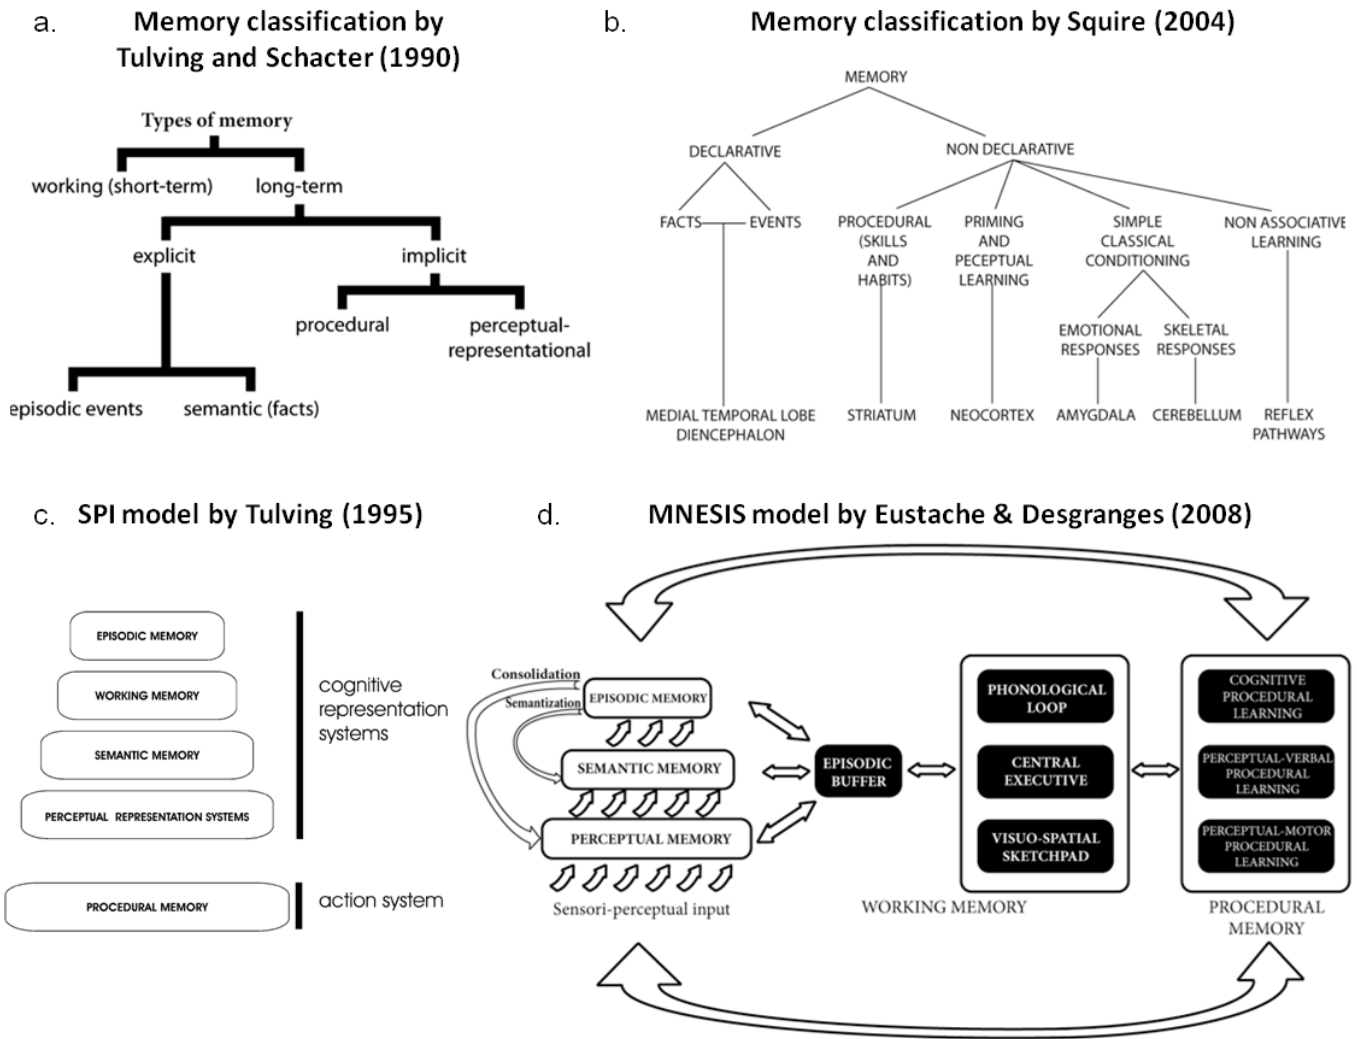 a.
Memory classification by
Tulving and Schacter (1990)
Types of memory
working (short-term)
long-term
explicit
implicit
procedural
perceptual-
representational
episodic events
semantic (facts)
b.
Memory classification by Squire (2004)
MEMORY
DECLARATIVE
NON DECLARATIVE
FACTS
EVENTS
PROCEDURAL
(SKILLS
AND
HABITS)
PRIMING
AND
PECEPTUAL
LEARNING
SIMPLE
CLASSICAL
CONDITIONING
NON ASSOCIATIVE
LEARNING
EMOTIONAL
RESPONSES
SKELETAL
RESPONSES
MEDIAL TEMPORAL LOBE
DIENCEPHALON
STRIATUM
NEOCORTEX
AMYGDALA
CEREBELLUM
REFLEX
PATHWAYS
c.
SPI model by Tulving (1995)
EPISODIC MEMORY
WORKING MEMORY
SEMANTIC MEMORY
PERCEPTUAL REPRESENTATION SYSTEMS
cognitive
representation
systems
PROCEDURAL MEMORY
action system
d.
MNESIS model by Eustache & Desgranges (2008)
Consolidation
Semantization
EPISODIC MEMORY
SEMANTIC MEMORY
PERCEPTUAL MEMORY
Sensori-perceptual input
EPISODIC
BUFFER
PHONOLOGICAL
LOOP
CENTRAL
EXECUTIVE
VISUO-SPATIAL
SKETCHPAD
WORKING MEMORY
COGNITIVE
PROCEDURAL
LEARNING
PERCEPTUAL-VERBAL
PROCEDURAL
LEARNING
PERCEPTUAL-MOTOR
PROCEDURAL
LEARNING
PROCEDURAL
MEMORY